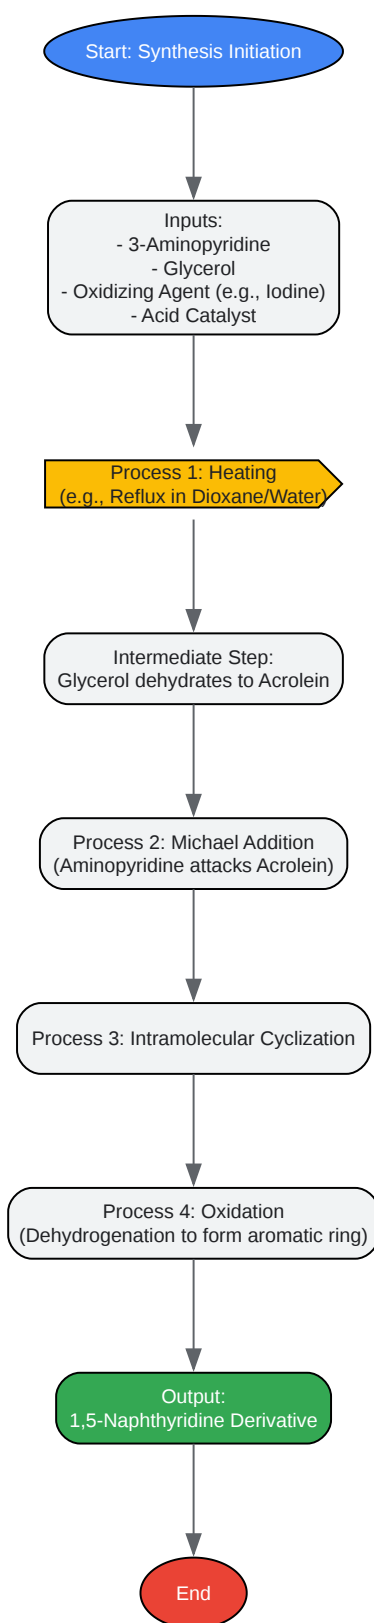 Start: Synthesis Initiation
Inputs:
- 3-Aminopyridine
- Glycerol
- Oxidizing Agent (e.g., Iodine)
- Acid Catalyst
Process 1: Heating
(e.g., Reflux in Dioxane/Water)
Intermediate Step:
Glycerol dehydrates to Acrolein
Process 2: Michael Addition
(Aminopyridine attacks Acrolein)
Process 3: Intramolecular Cyclization
Process 4: Oxidation
(Dehydrogenation to form aromatic ring)
Output:
1,5-Naphthyridine Derivative
End